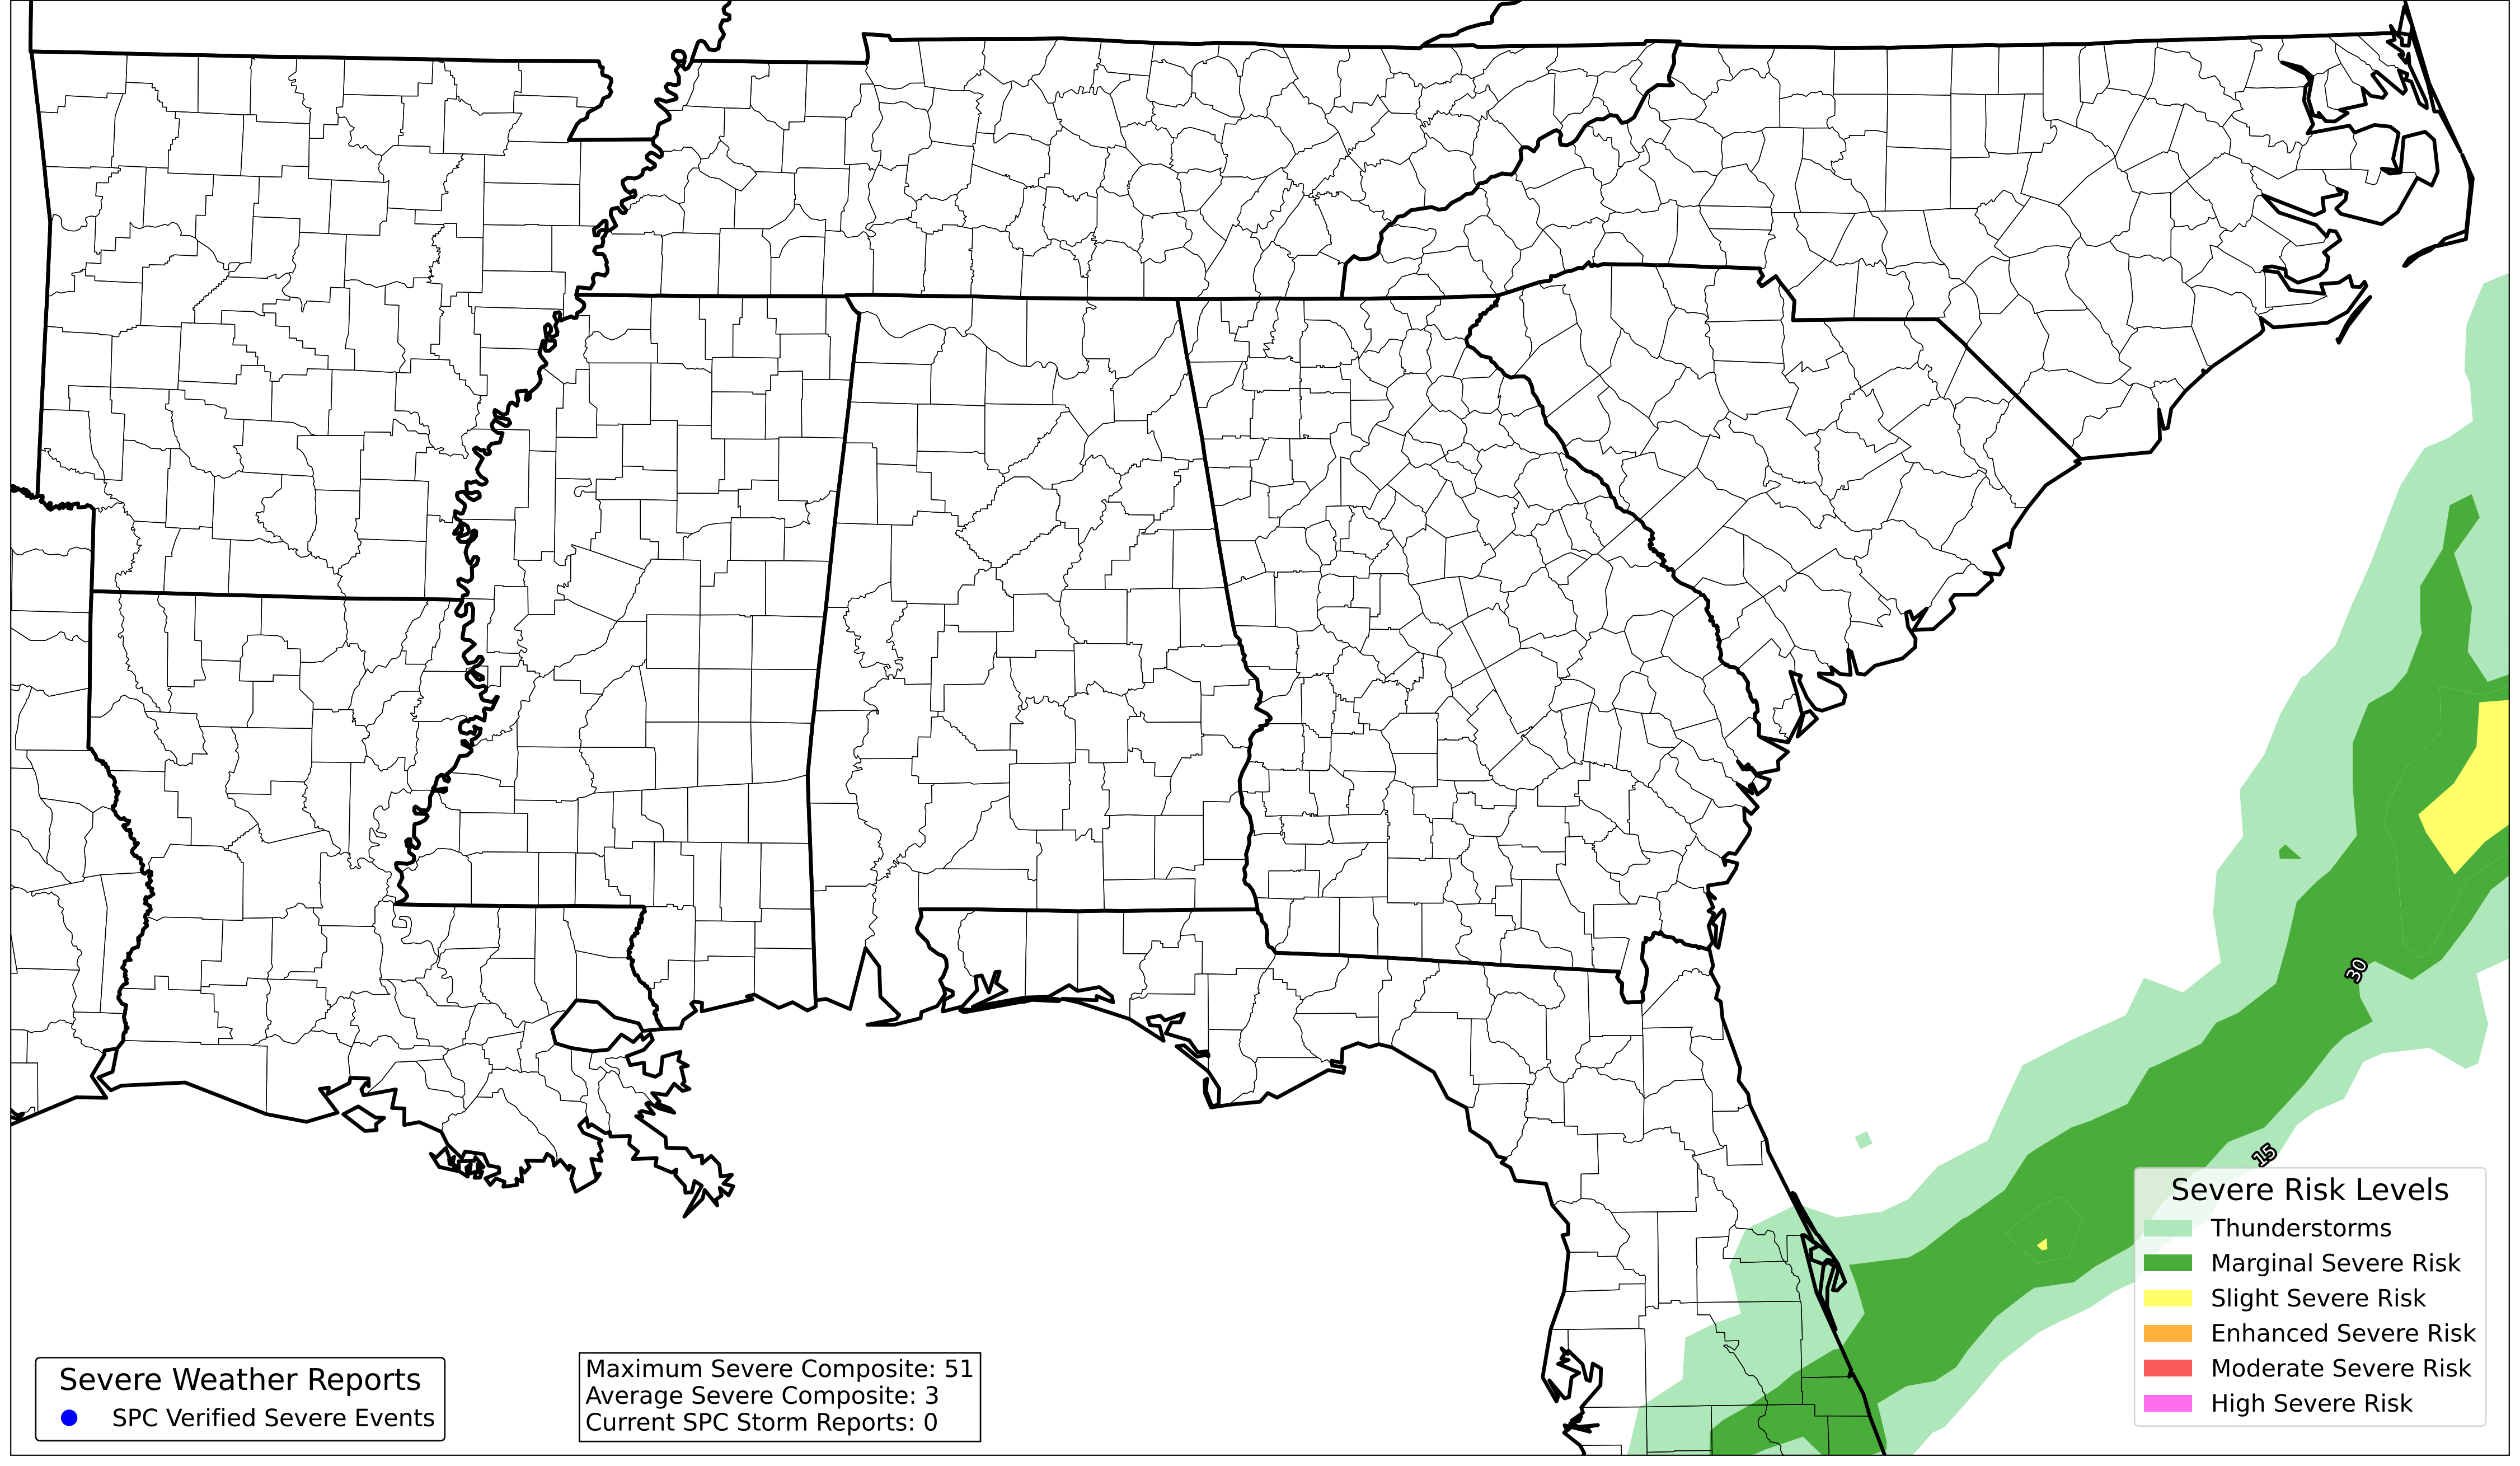 30
15
Severe Risk Levels
Thunderstorms
Marginal Severe Risk
Slight Severe Risk
Enhanced Severe Risk
Moderate Severe Risk
High Severe Risk
Severe Weather Reports
SPC Verified Severe Events
Maximum Severe Composite: 51
Average Severe Composite: 3
Current SPC Storm Reports: 0